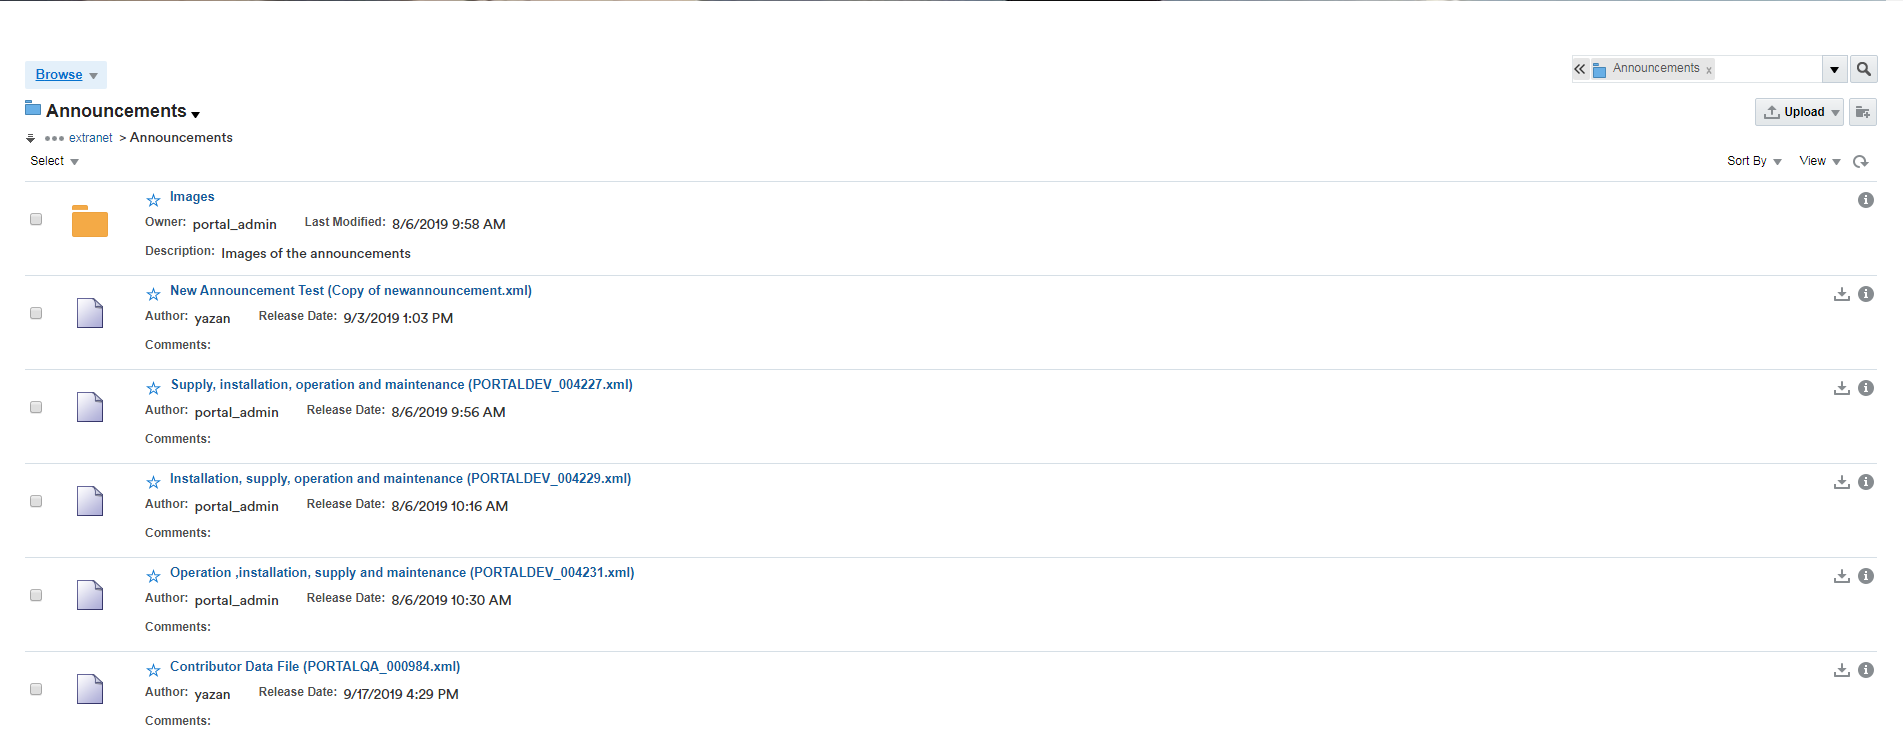 Browse
Announcements x
Announcements
Upload
extranet > Announcements
Select
Sort By View
Images
Owner: portal_admin Last Modified: 8/6/2019 9:58 AM
Description: Images of the announcements
New Announcement Test (Copy of newannouncement.xml)
Author: yazan Release Date: 9/3/2019 1:03 PM
Comments:
Supply, installation, operation and maintenance (PORTALDEV_004227.xml)
Author: portal_admin Release Date: 8/6/2019 9:56 AM
Comments:
Installation, supply, operation and maintenance (PORTALDEV_004229.xml)
Author: portal_admin Release Date: 8/6/2019 10:16 AM
Comments:
Operation ,installation, supply and maintenance (PORTALDEV_004231.xml)
Author: portal_admin Release Date: 8/6/2019 10:30 AM
Comments:
Contributor Data File (PORTALQA_000984.xml)
Author: yazan Release Date: 9/17/2019 4:29 PM
Comments: